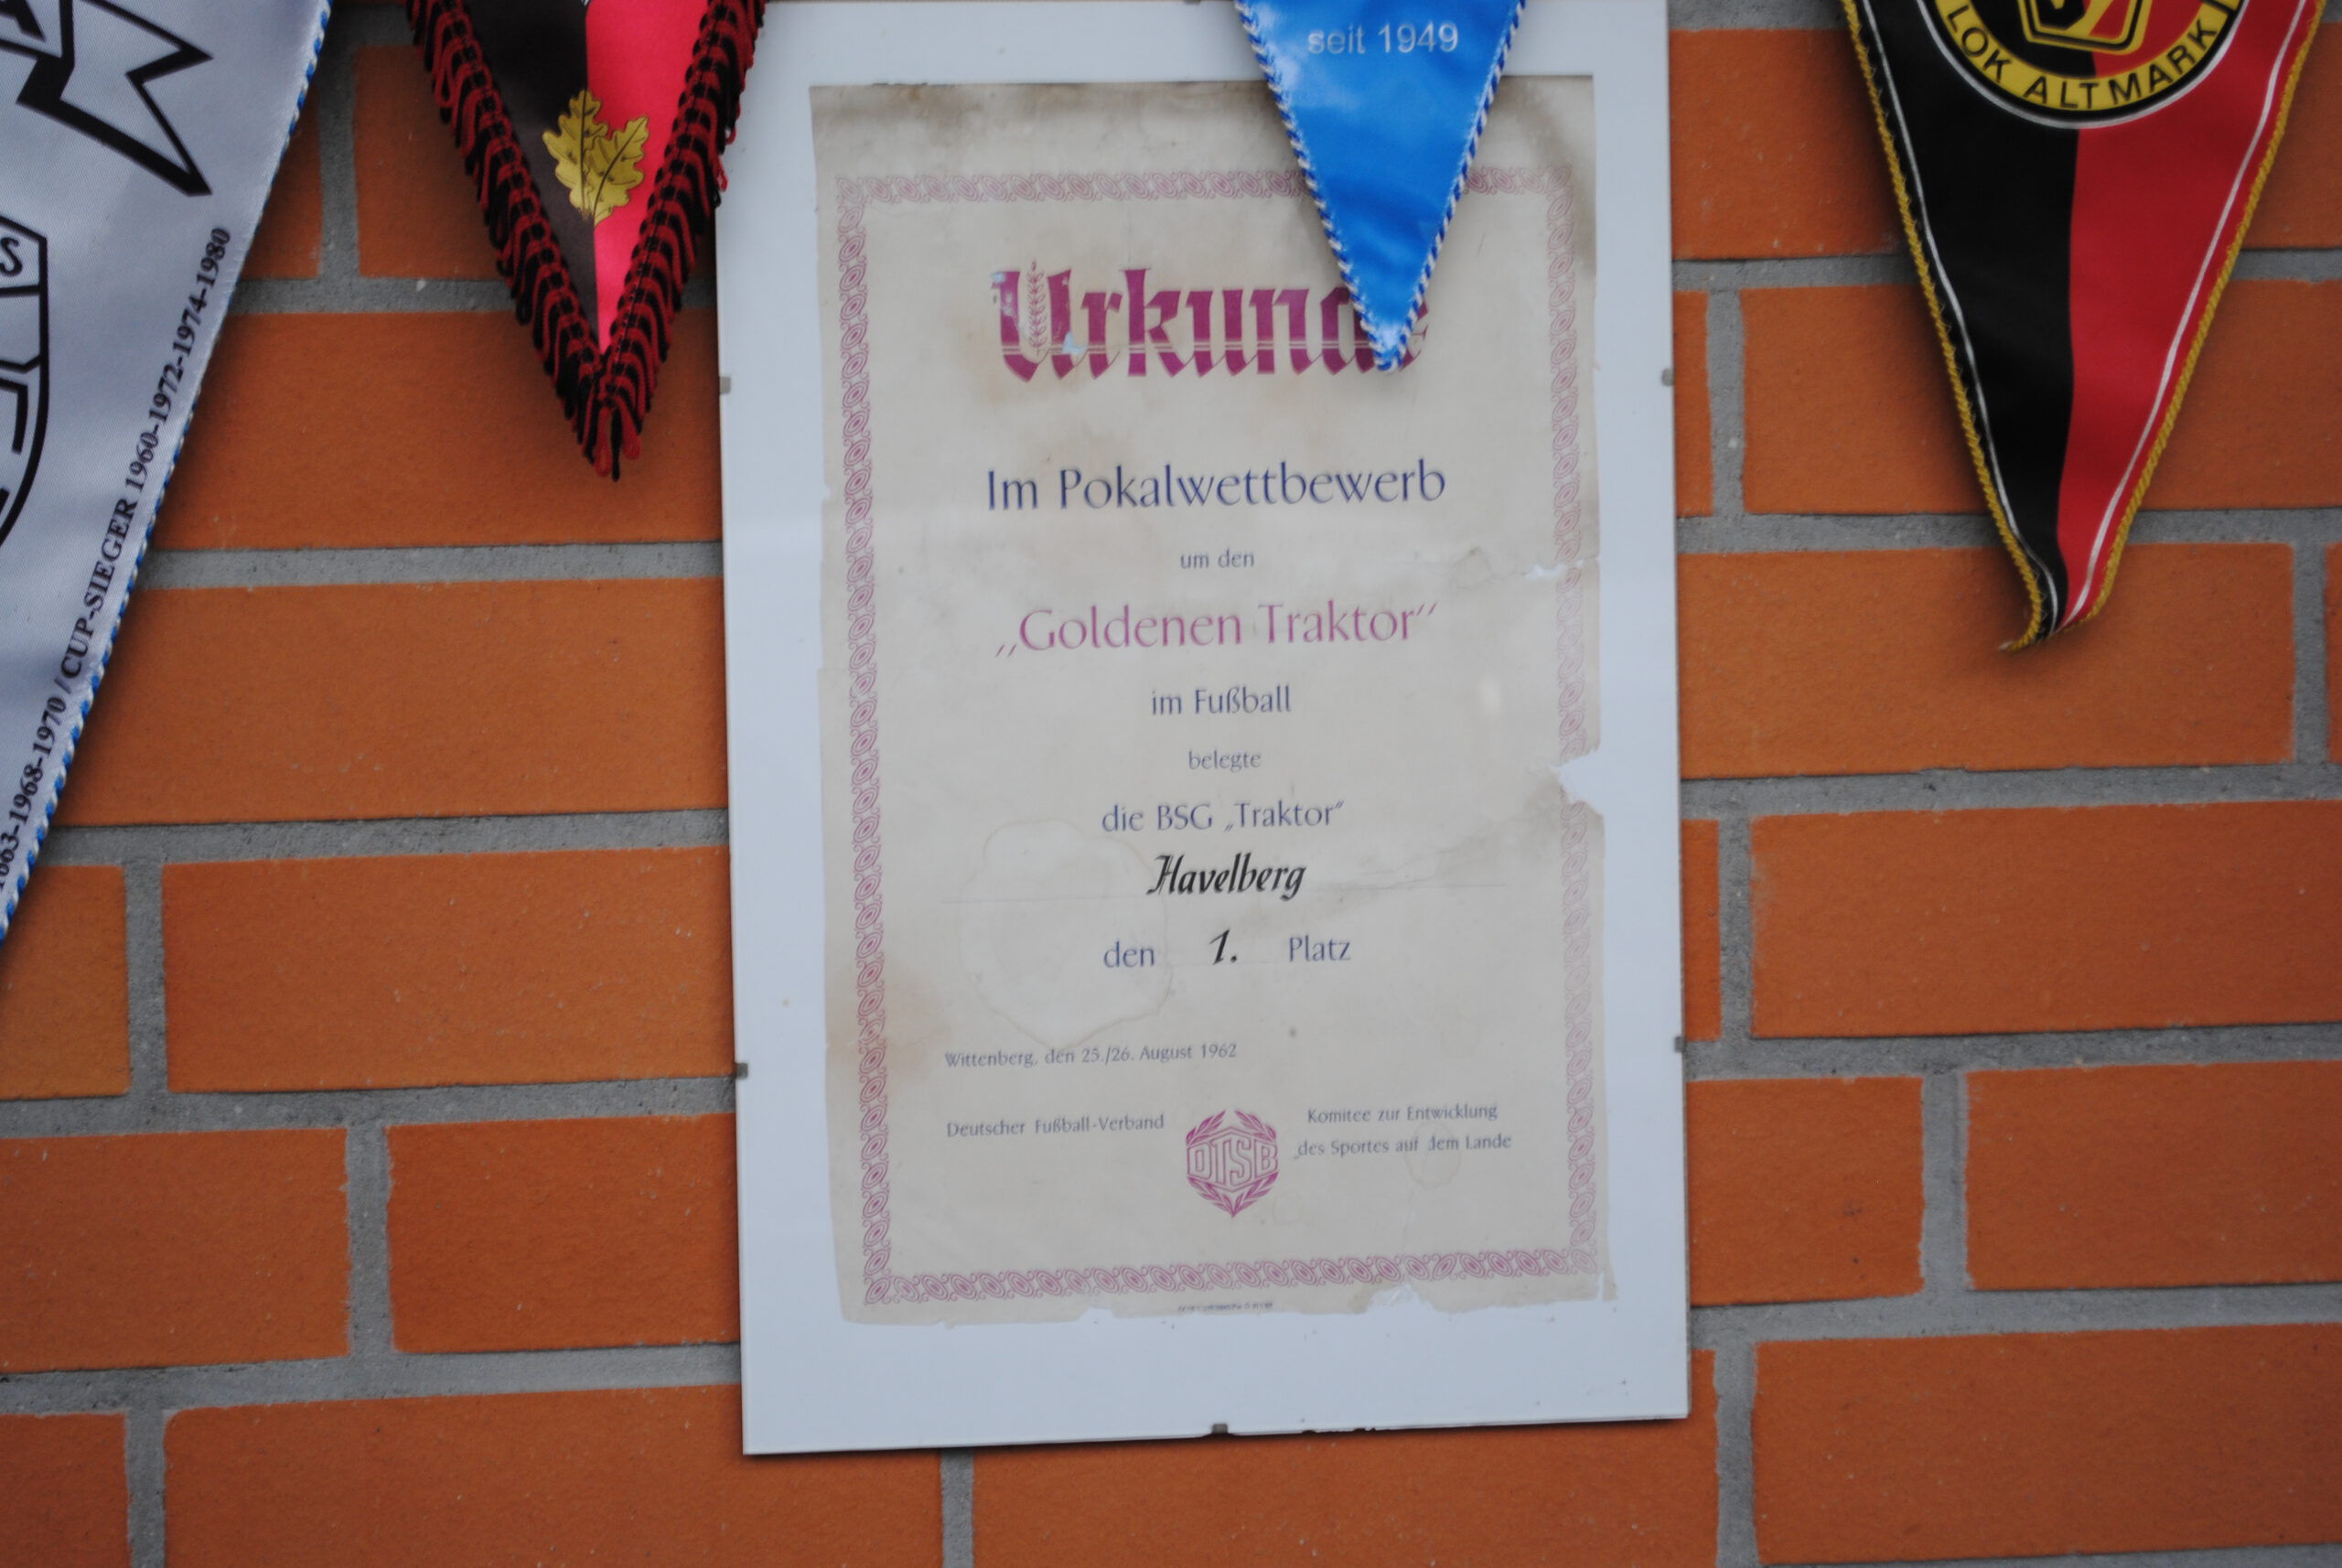 seit 1949
LOK ALTMARK
S
1963-1968-1970 / CUP-SIEGER 1960-1972-1974-1980
Urkunde
Im Pokalwettbewerb
um den
„Goldenen Traktor“
im Fußball
belegte
die BSG „Traktor“
Havelberg
den 1. Platz
Wittenberg, den 25./26. August 1962
Deutscher Fußball-Verband
DTSB
Komitee zur Entwicklung
des Sportes auf dem Lande